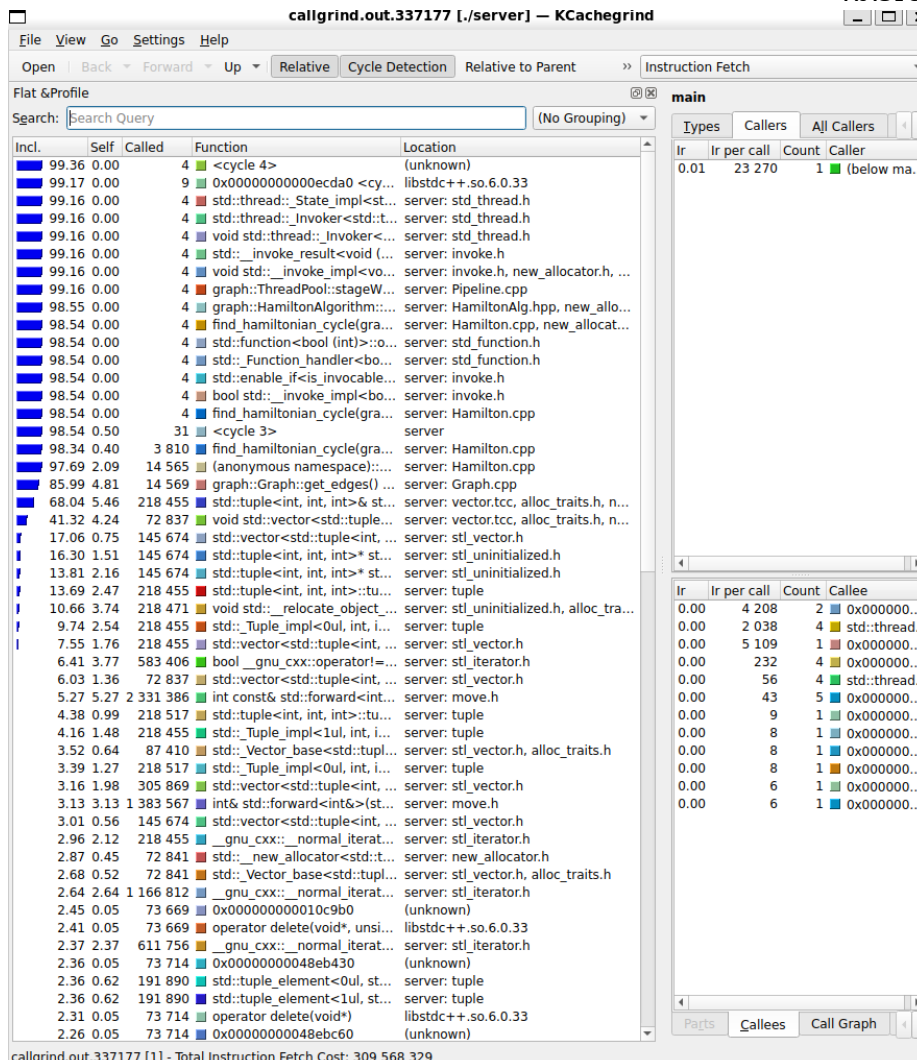 callgrind.out.337177 [./server] — KCachegrind
File View Go Settings Help
Open Back Forward Up Relative Cycle Detection Relative to Parent » Instruction Fetch
Flat &Profile
Search: Search Query (No Grouping)
Incl. Self Called Function Location
99.36 0.00 4 <cycle 4> (unknown)
99.17 0.00 9 0x00000000000ecda0 <cy... libstdc++.so.6.0.33
99.16 0.00 4 std::thread::_State_impl<st... server: std_thread.h
99.16 0.00 4 std::thread::_Invoker<std::t... server: std_thread.h
99.16 0.00 4 void std::thread::_Invoker<... server: std_thread.h
99.16 0.00 4 std::__invoke_result<void (... server: invoke.h
99.16 0.00 4 void std::__invoke_impl<vo... server: invoke.h, new_allocator.h, ...
99.16 0.00 4 graph::ThreadPool::stageW... server: Pipeline.cpp
98.55 0.00 4 graph::HamiltonAlgorithm::... server: HamiltonAlg.hpp, new_allo...
98.54 0.00 4 find_hamiltonian_cycle(gra... server: Hamilton.cpp, new_allocat...
98.54 0.00 4 std::function<bool (int)>::o... server: std_function.h
98.54 0.00 4 std::_Function_handler<bo... server: std_function.h
98.54 0.00 4 std::enable_if<is_invocable... server: invoke.h
98.54 0.00 4 bool std::__invoke_impl<bo... server: invoke.h
98.54 0.00 4 find_hamiltonian_cycle(gra... server: Hamilton.cpp
98.54 0.50 31 <cycle 3> server
98.34 0.40 3 810 find_hamiltonian_cycle(gra... server: Hamilton.cpp
97.69 2.09 14 565 (anonymous namespace)::... server: Hamilton.cpp
85.99 4.81 14 569 graph::Graph::get_edges() ... server: Graph.cpp
68.04 5.46 218 455 std::tuple<int, int, int>& st... server: vector.tcc, alloc_traits.h, n...
41.32 4.24 72 837 void std::vector<std::tuple... server: vector.tcc, alloc_traits.h, n...
17.06 0.75 145 674 std::vector<std::tuple<int, ... server: stl_vector.h
16.30 1.51 145 674 std::tuple<int, int, int>* st... server: stl_uninitialized.h
13.81 2.16 145 674 std::tuple<int, int, int>* st... server: stl_uninitialized.h
13.69 2.47 218 455 std::tuple<int, int, int>::tu... server: tuple
10.66 3.74 218 471 void std::__relocate_object_... server: stl_uninitialized.h, alloc_tra...
9.74 2.54 218 455 std::_Tuple_impl<0ul, int, i... server: tuple
7.55 1.76 218 455 std::vector<std::tuple<int, ... server: stl_vector.h
6.41 3.77 583 406 bool __gnu_cxx::operator!=... server: stl_iterator.h
6.03 1.36 72 837 std::vector<std::tuple<int, ... server: stl_vector.h
5.27 5.27 2 331 386 int const& std::forward<int... server: move.h
4.38 0.99 218 517 std::tuple<int, int, int>::tu... server: tuple
4.16 1.48 218 455 std::_Tuple_impl<1ul, int, i... server: tuple
3.52 0.64 87 410 std::_Vector_base<std::tupl... server: stl_vector.h, alloc_traits.h
3.39 1.27 218 517 std::_Tuple_impl<0ul, int, i... server: tuple
3.16 1.98 305 869 std::vector<std::tuple<int, ... server: stl_vector.h
3.13 3.13 1 383 567 int& std::forward<int&>(st... server: move.h
3.01 0.56 145 674 std::vector<std::tuple<int, ... server: stl_vector.h
2.96 2.12 218 455 __gnu_cxx::__normal_iterat... server: stl_iterator.h
2.87 0.45 72 841 std::__new_allocator<std::t... server: new_allocator.h
2.68 0.52 72 841 std::_Vector_base<std::tupl... server: stl_vector.h, alloc_traits.h
2.64 2.64 1 166 812 __gnu_cxx::__normal_iterat... server: stl_iterator.h
2.45 0.05 73 669 0x000000000010c9b0 (unknown)
2.41 0.05 73 669 operator delete(void*, unsi... libstdc++.so.6.0.33
2.37 2.37 611 756 __gnu_cxx::__normal_iterat... server: stl_iterator.h
2.36 0.05 73 714 0x00000000048eb430 (unknown)
2.36 0.62 191 890 std::tuple_element<0ul, st... server: tuple
2.36 0.62 191 890 std::tuple_element<1ul, st... server: tuple
2.31 0.05 73 714 operator delete(void*) libstdc++.so.6.0.33
2.26 0.05 73 714 0x00000000048ebc60 (unknown)
main
Types Callers All Callers
Ir Ir per call Count Caller
0.01 23 270 1 (below ma...
Ir Ir per call Count Callee
0.00 4 208 2 0x000000...
0.00 2 038 4 std::thread...
0.00 5 109 1 0x000000...
0.00 232 4 0x000000...
0.00 56 4 std::thread...
0.00 43 5 0x000000...
0.00 9 1 0x000000...
0.00 8 1 0x000000...
0.00 8 1 0x000000...
0.00 8 1 0x000000...
0.00 6 1 0x000000...
0.00 6 1 0x000000...
Parts Callees Call Graph
callgrind.out.337177 [1] - Total Instruction Fetch Cost: 309 568 329